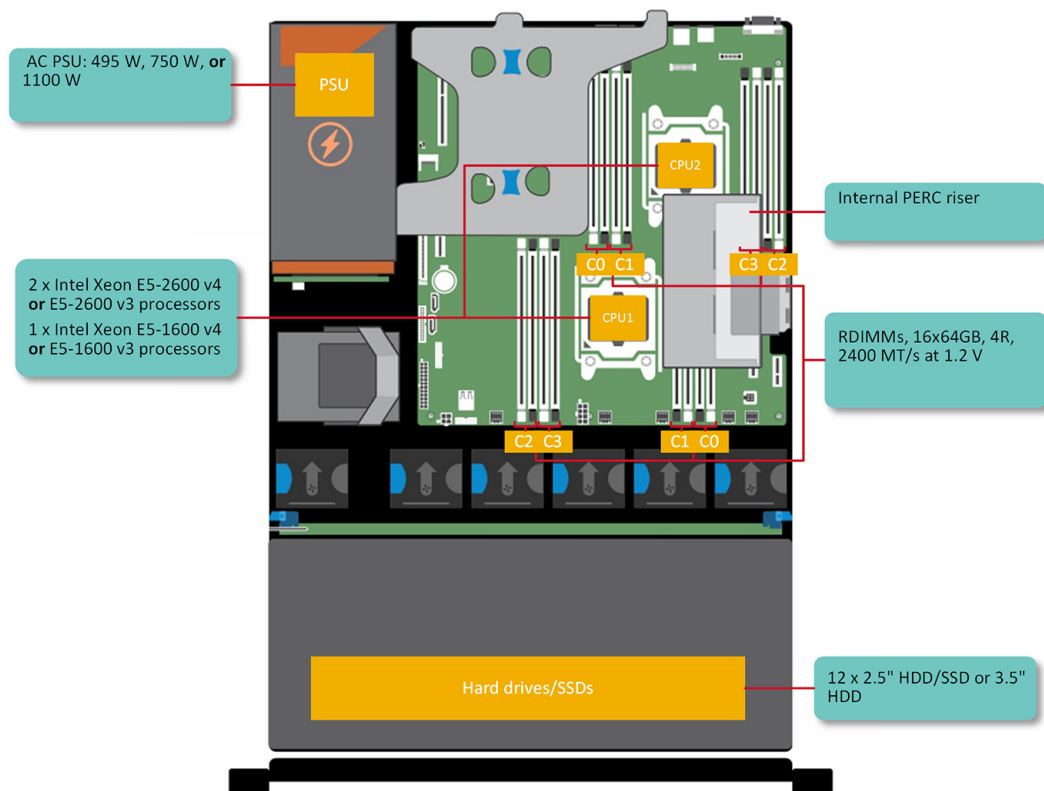 AC PSU: 495 W, 750 W, or
1100 W
PSU
CPU2
Internal PERC riser
C0 C1
C3 C2
2 x Intel Xeon E5-2600 v4
or E5-2600 v3 processors
1 x Intel Xeon E5-1600 v4
or E5-1600 v3 processors
CPU1
RDIMMs, 16x64GB, 4R,
2400 MT/s at 1.2 V
C2 C3
C1 C0
Hard drives/SSDs
12 x 2.5" HDD/SSD or 3.5"
HDD